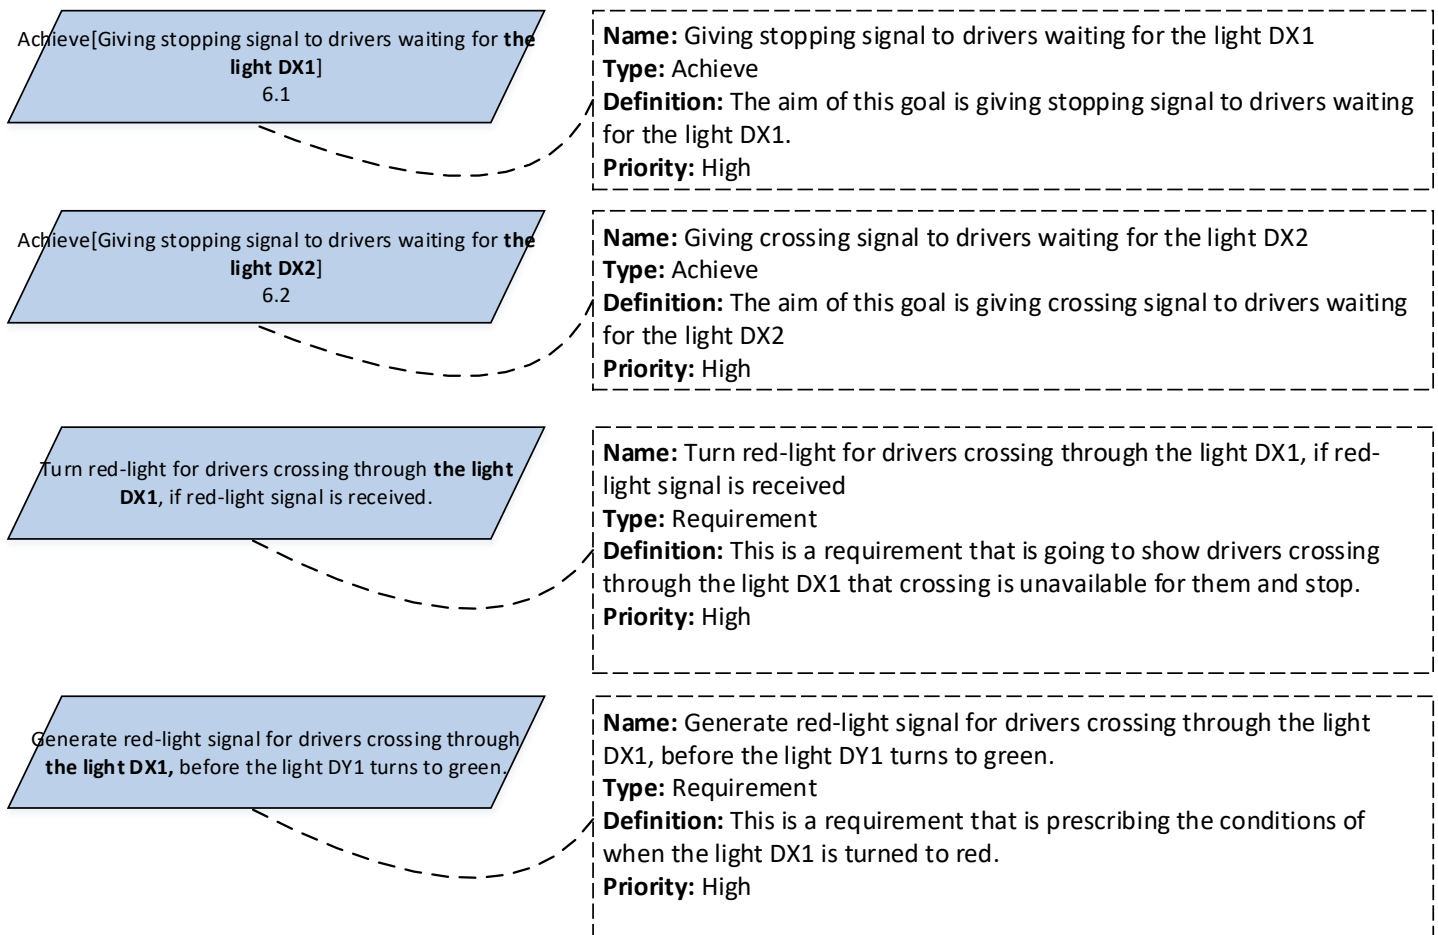 Achieve[Giving stopping signal to drivers waiting for the
light DX1]
6.1
Name: Giving stopping signal to drivers waiting for the light DX1
Type: Achieve
Definition: The aim of this goal is giving stopping signal to drivers waiting
for the light DX1.
Priority: High
Achieve[Giving stopping signal to drivers waiting for the
light DX2]
6.2
Name: Giving crossing signal to drivers waiting for the light DX2
Type: Achieve
Definition: The aim of this goal is giving crossing signal to drivers waiting
for the light DX2
Priority: High
Turn red-light for drivers crossing through the light
DX1, if red-light signal is received.
Name: Turn red-light for drivers crossing through the light DX1, if red-
light signal is received
Type: Requirement
Definition: This is a requirement that is going to show drivers crossing
through the light DX1 that crossing is unavailable for them and stop.
Priority: High
Generate red-light signal for drivers crossing through
the light DX1, before the light DY1 turns to green.
Name: Generate red-light signal for drivers crossing through the light
DX1, before the light DY1 turns to green.
Type: Requirement
Definition: This is a requirement that is prescribing the conditions of
when the light DX1 is turned to red.
Priority: High